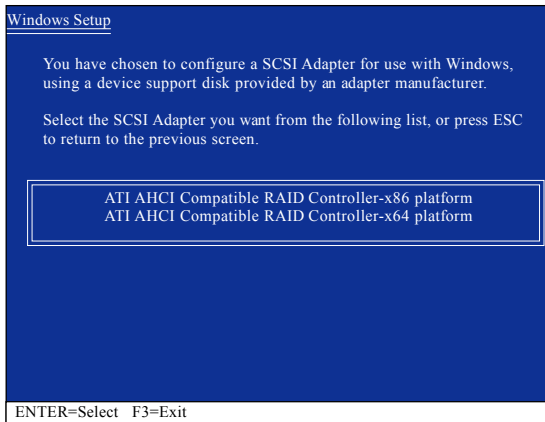 Windows Setup
You have chosen to configure a SCSI Adapter for use with Windows,
using a device support disk provided by an adapter manufacturer.
Select the SCSI Adapter you want from the following list, or press ESC
to return to the previous screen.
ATI AHCI Compatible RAID Controller-x86 platform
ATI AHCI Compatible RAID Controller-x64 platform
ENTER=Select F3=Exit